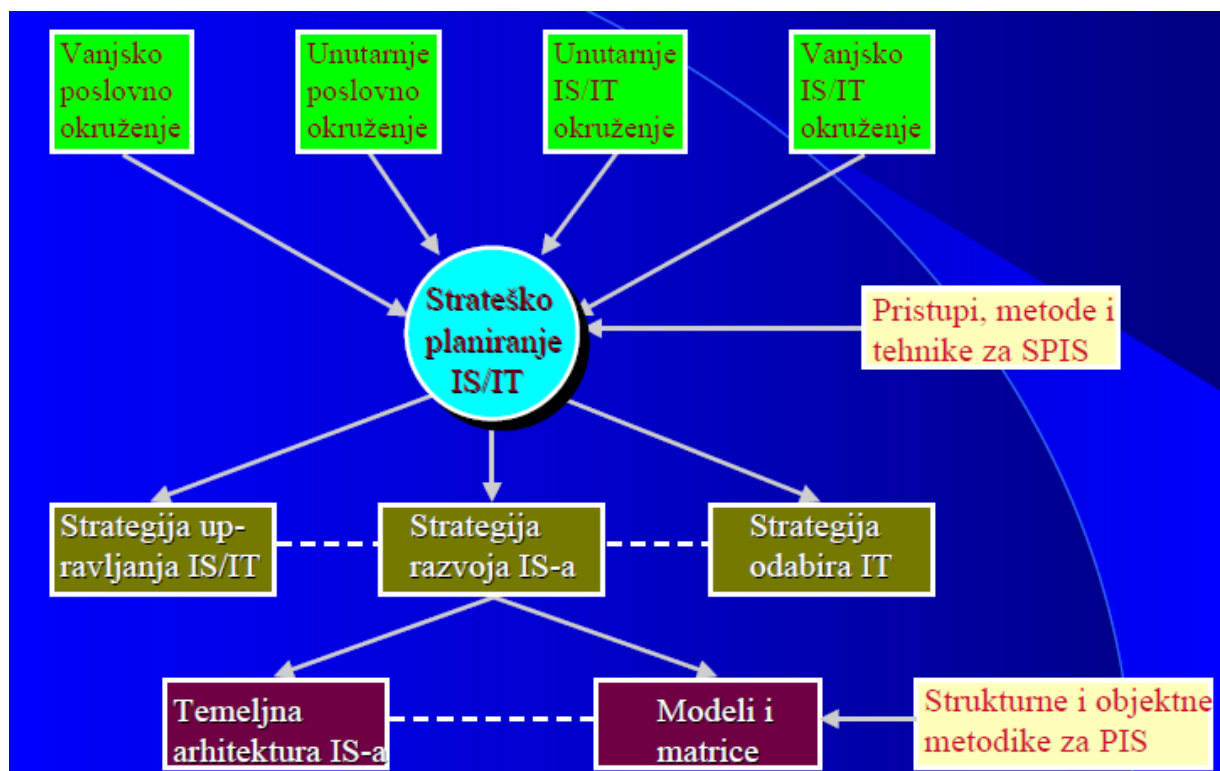 Vanjsko
poslovno
okruženje
Unutarnje
poslovno
okruženje
Unutarnje
IS/IT
okruženje
Vanjsko
IS/IT
okruženje
Strateško
planiranje
IS/IT
Pristupi, metode i
tehnike za SPIS
Strategija up-
ravljanja IS/IT
Strategija
razvoja IS-a
Strategija
odabira IT
Temeljna
arhitektura IS-a
Modeli i
matrice
Strukturne i objektne
metodike za PIS